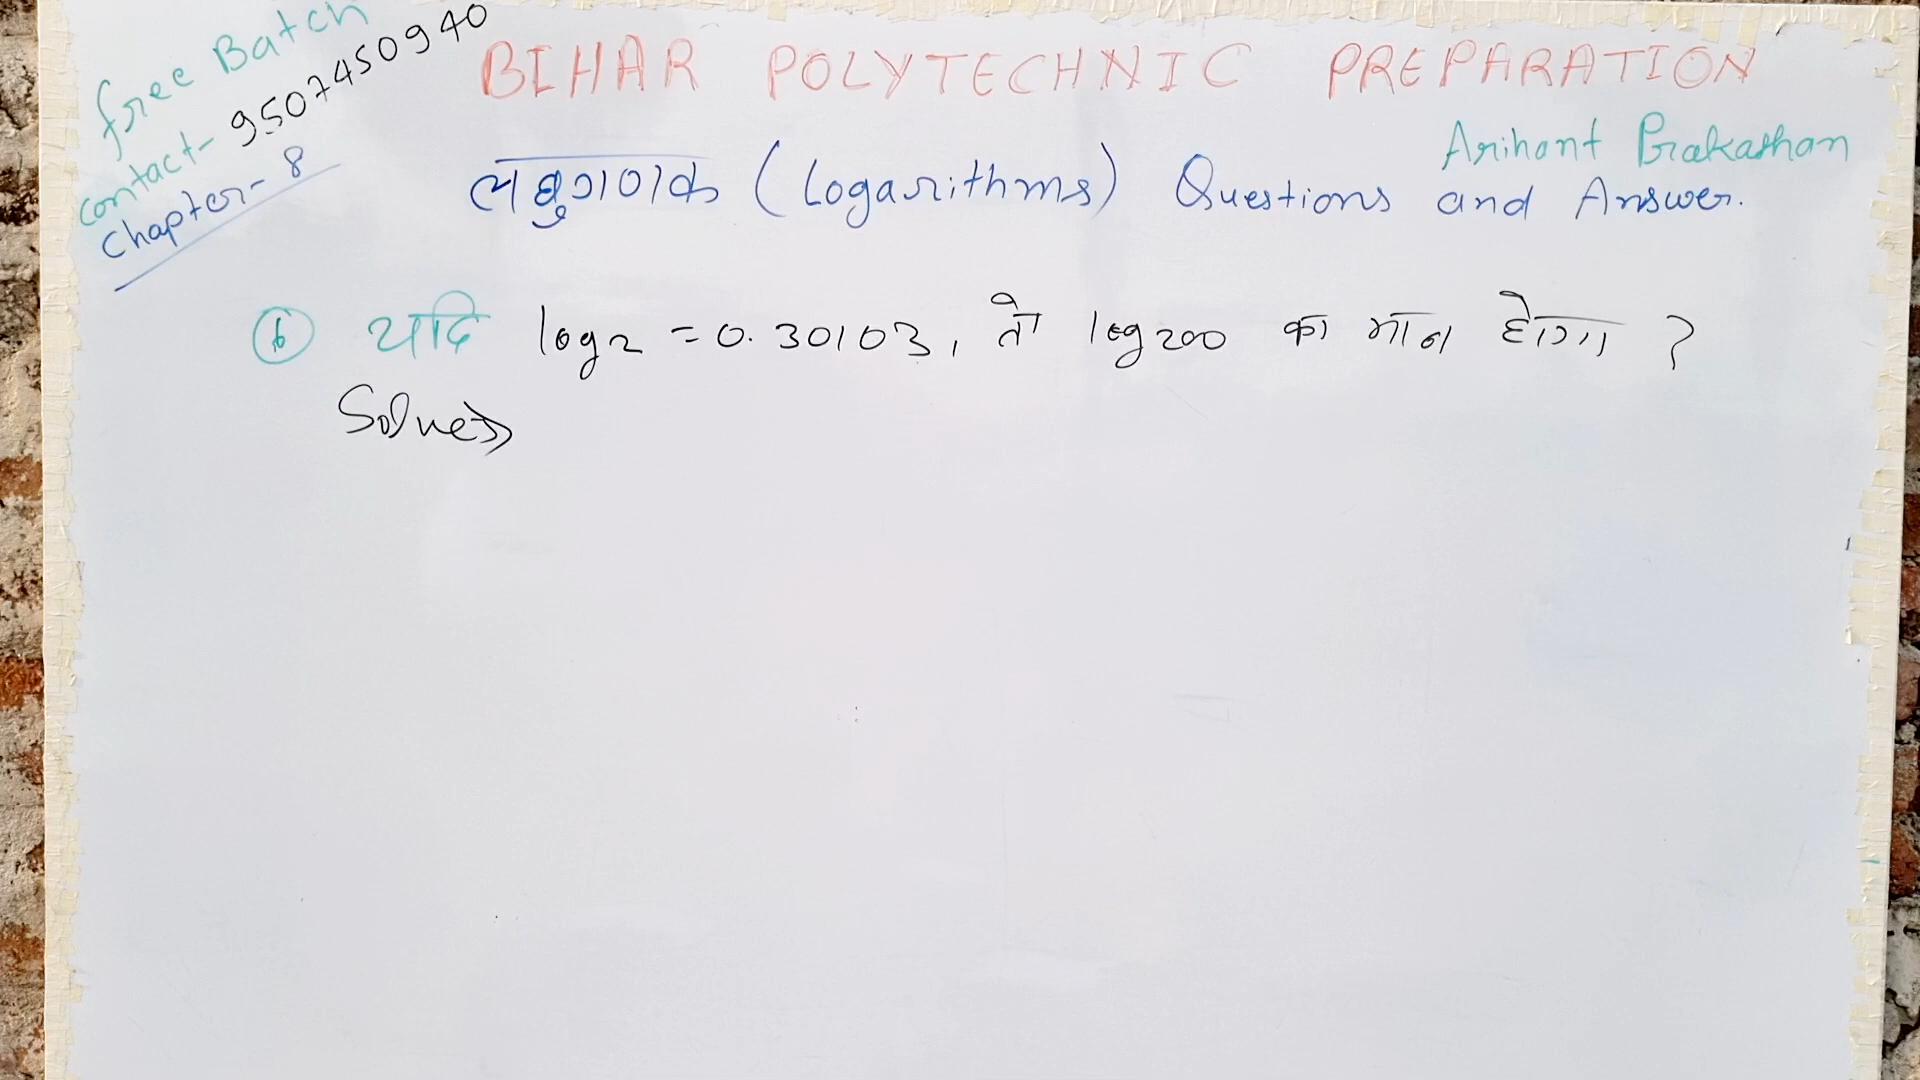 free Batch
contact- 9507450940
Chapter- 8
BIHAR POLYTECHNIC PREPARATION
Arihant Prakashan
लघुगणक (Logarithms) Questions and Answer.
6 यदि log2 = 0.30103, तो log200 का मान होगा ?
Solve⇒